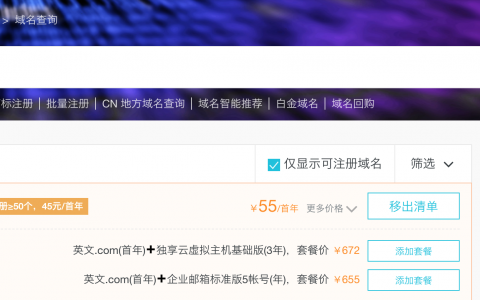 > 域名查询
标注册 | 批量注册 | CN 地方域名查询 | 域名智能推荐 | 白金域名 | 域名回购
仅显示可注册域名 筛选
册≥50个，45元/首年 ￥55/首年 更多价格 移出清单
英文.com(首年)+独享云虚拟主机基础版(3年)，套餐价 ￥672 添加套餐
英文.com(首年)+企业邮箱标准版5帐号(年)，套餐价 ￥655 添加套餐